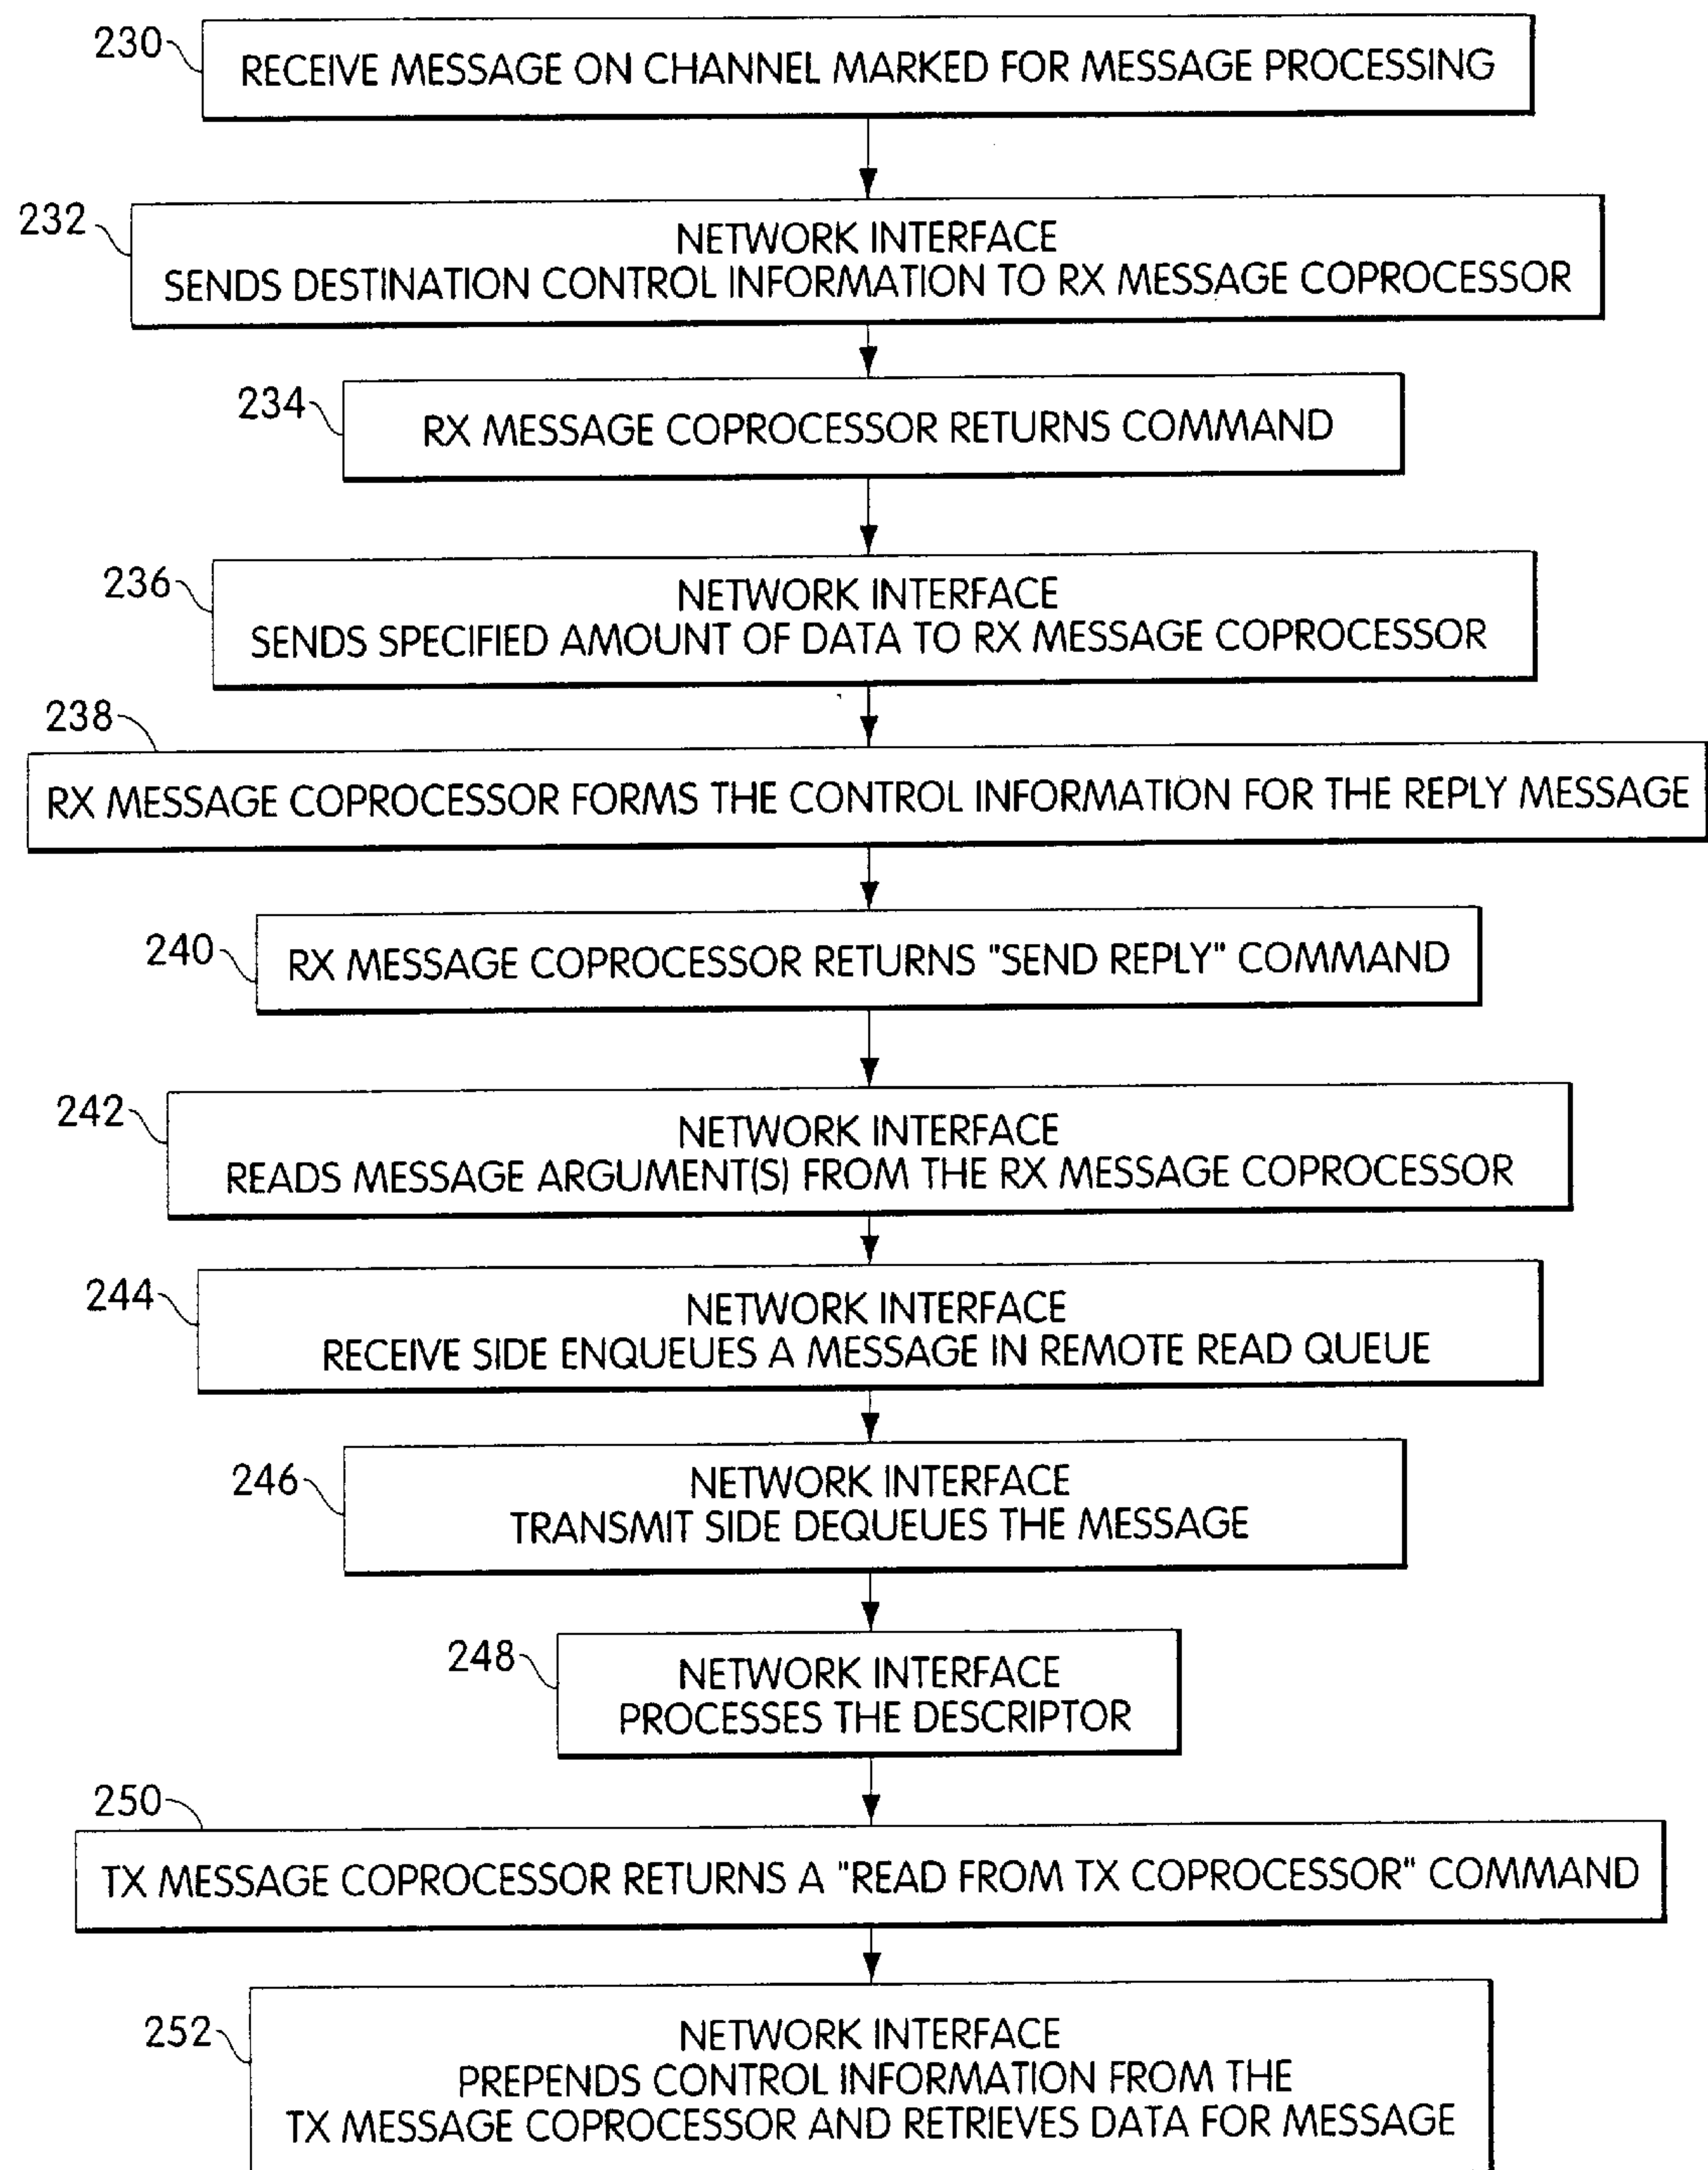 230
RECEIVE MESSAGE ON CHANNEL MARKED FOR MESSAGE PROCESSING
232
NETWORK INTERFACE
SENDS DESTINATION CONTROL INFORMATION TO RX MESSAGE COPROCESSOR
234
RX MESSAGE COPROCESSOR RETURNS COMMAND
236
NETWORK INTERFACE
SENDS SPECIFIED AMOUNT OF DATA TO RX MESSAGE COPROCESSOR
238
RX MESSAGE COPROCESSOR FORMS THE CONTROL INFORMATION FOR THE REPLY MESSAGE
240
RX MESSAGE COPROCESSOR RETURNS "SEND REPLY" COMMAND
242
NETWORK INTERFACE
READS MESSAGE ARGUMENT(S) FROM THE RX MESSAGE COPROCESSOR
244
NETWORK INTERFACE
RECEIVE SIDE ENQUEUES A MESSAGE IN REMOTE READ QUEUE
246
NETWORK INTERFACE
TRANSMIT SIDE DEQUEUES THE MESSAGE
248
NETWORK INTERFACE
PROCESSES THE DESCRIPTOR
250
TX MESSAGE COPROCESSOR RETURNS A "READ FROM TX COPROCESSOR" COMMAND
252
NETWORK INTERFACE
PREPENDS CONTROL INFORMATION FROM THE
TX MESSAGE COPROCESSOR AND RETRIEVES DATA FOR MESSAGE